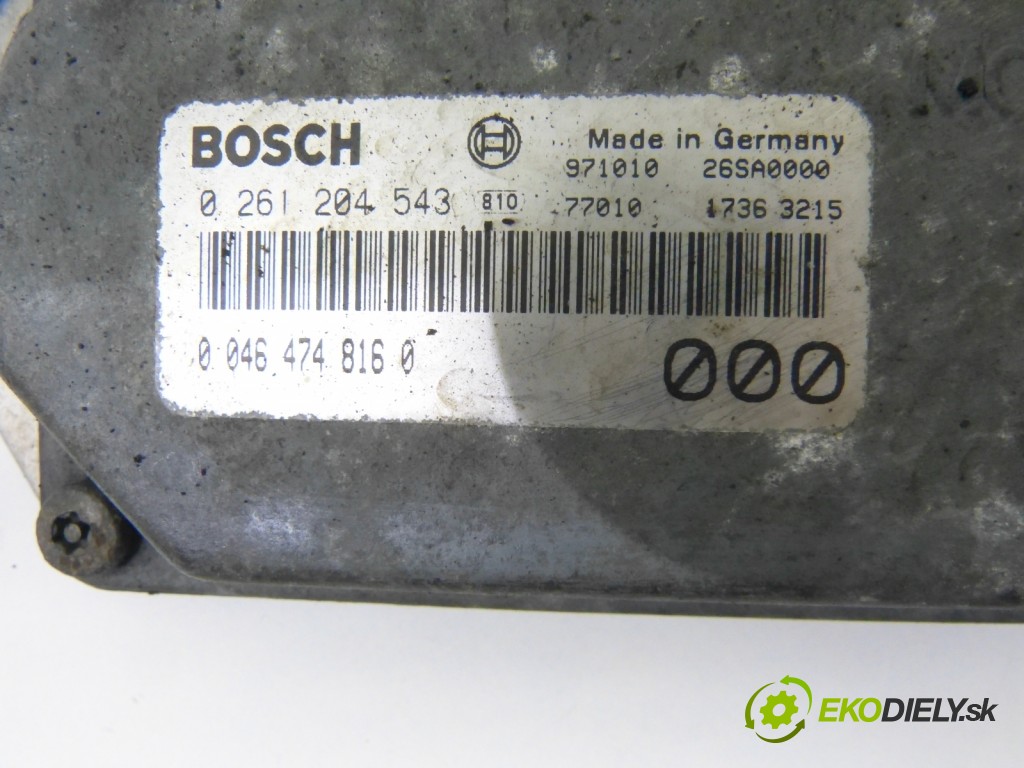 BOSCH Made in Germany
971010 26SA0000
0 261 204 543 810 77010 1736 3215
0 046 474 816 0 000
EKODIELY.sk